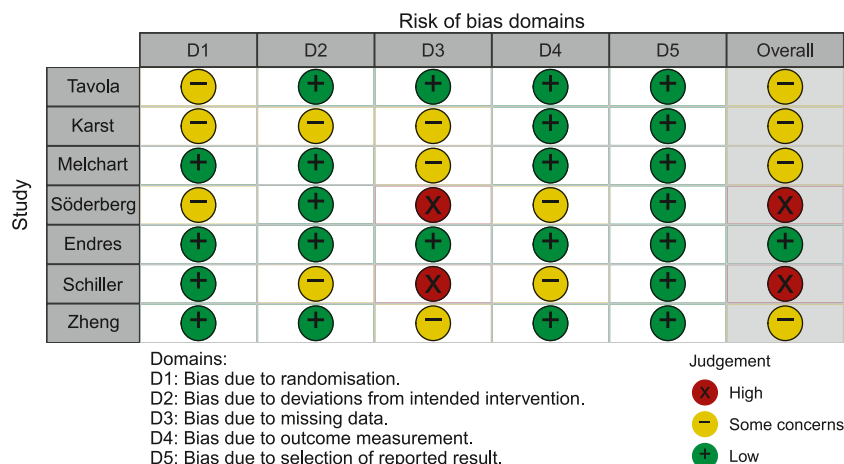 Risk of bias domains
D1 D2 D3 D4 D5 Overall
Study
Tavola − + + + + −
Karst − − − + + −
Melchart + + − + + −
Söderberg − + X − + X
Endres + + + + + +
Schiller + − X − + X
Zheng + + − + + −
Domains:
D1: Bias due to randomisation.
D2: Bias due to deviations from intended intervention.
D3: Bias due to missing data.
D4: Bias due to outcome measurement.
D5: Bias due to selection of reported result.
Judgement
X High
− Some concerns
+ Low